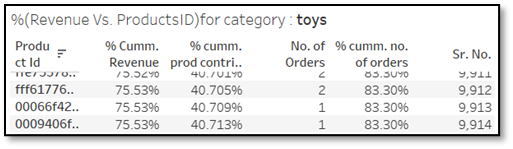 %(Revenue Vs. ProductsID)for category : toys
Produ ct Id % Cumm. Revenue % cumm. prod contri.. No. of Orders % cumm. no. of orders Sr. No.
ffe75578.. 75.52% 40.701% 2 83.30% 9,911
fff61776.. 75.53% 40.705% 2 83.30% 9,912
00066f42.. 75.53% 40.709% 1 83.30% 9,913
0009406f.. 75.53% 40.713% 1 83.30% 9,914